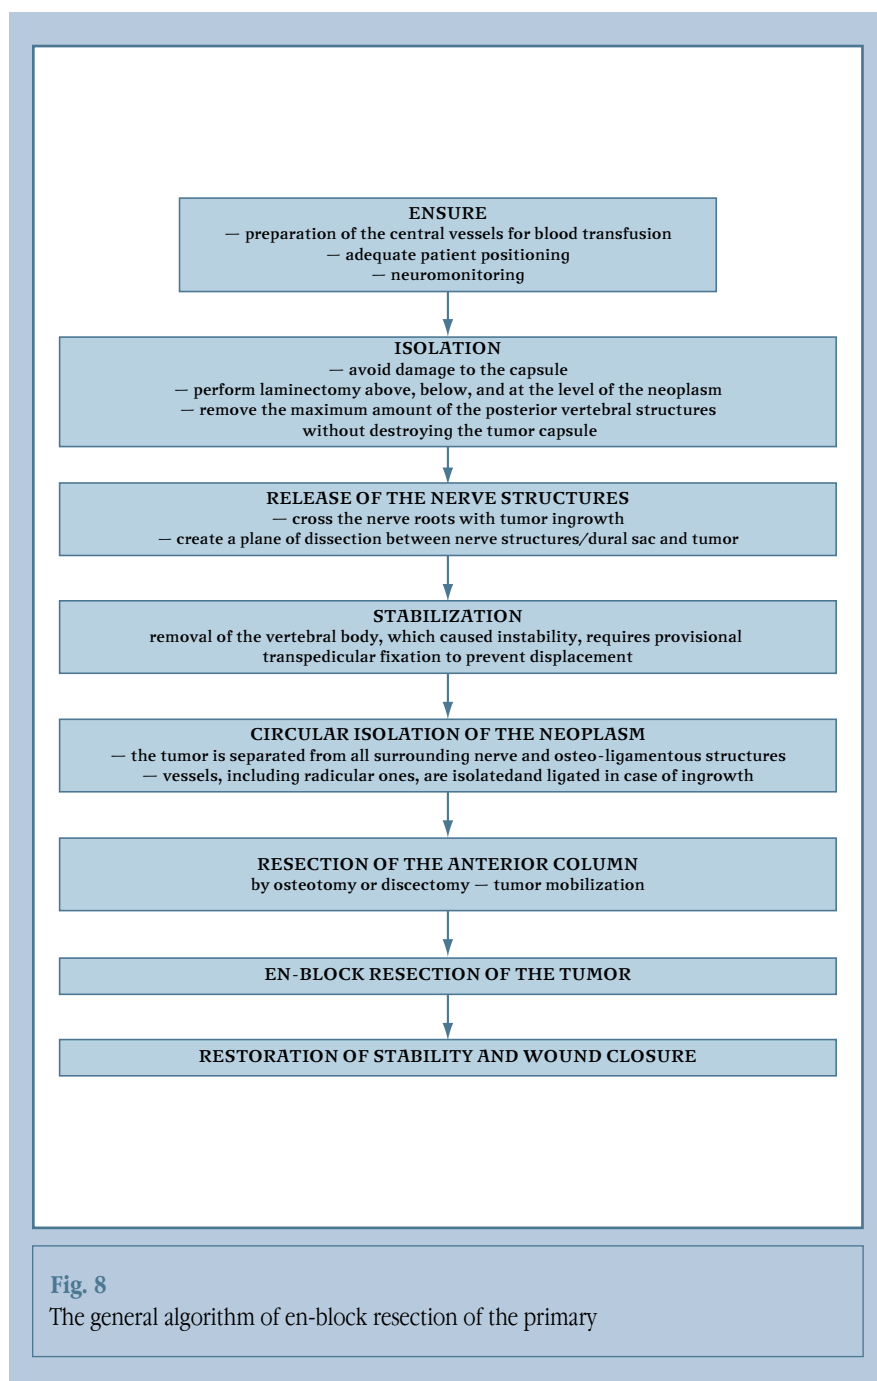 ENSURE
— preparation of the central vessels for blood transfusion
— adequate patient positioning
— neuromonitoring
ISOLATION
— avoid damage to the capsule
— perform laminectomy above, below, and at the level of the neoplasm
— remove the maximum amount of the posterior vertebral structures
without destroying the tumor capsule
RELEASE OF THE NERVE STRUCTURES
— cross the nerve roots with tumor ingrowth
— create a plane of dissection between nerve structures/dural sac and tumor
STABILIZATION
removal of the vertebral body, which caused instability, requires provisional
transpedicular fixation to prevent displacement
CIRCULAR ISOLATION OF THE NEOPLASM
— the tumor is separated from all surrounding nerve and osteo-ligamentous structures
— vessels, including radicular ones, are isolatedand ligated in case of ingrowth
RESECTION OF THE ANTERIOR COLUMN
by osteotomy or discectomy — tumor mobilization
EN-BLOCK RESECTION OF THE TUMOR
RESTORATION OF STABILITY AND WOUND CLOSURE
Fig. 8
The general algorithm of en-block resection of the primary